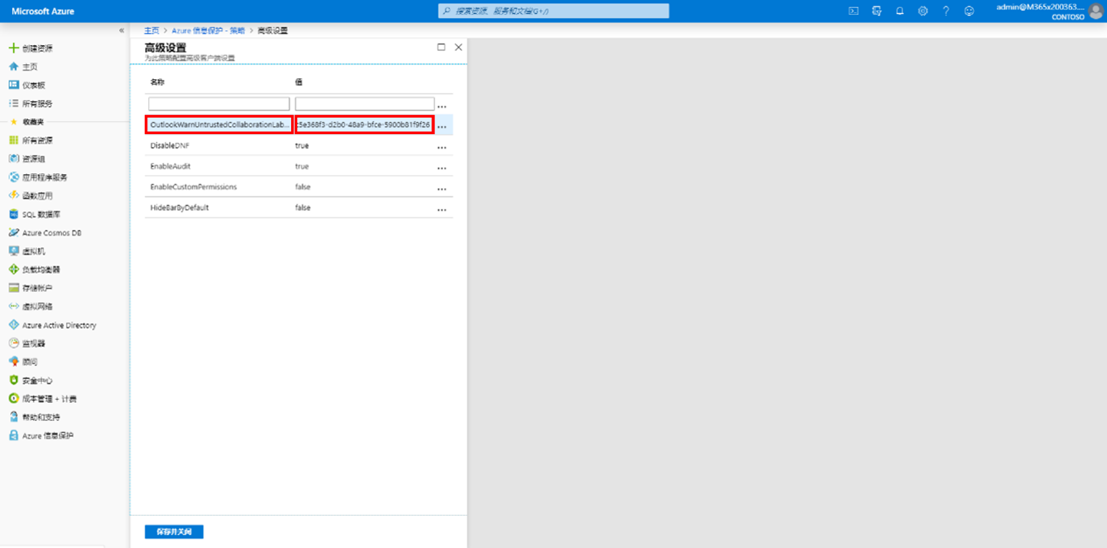 Microsoft Azure
搜索资源、服务和文档(G+/)
admin@M365x200363....
CONTOSO
主页 > Azure 信息保护 - 策略 > 高级设置
创建资源
主页
仪表板
所有服务
收藏夹
所有资源
资源组
应用程序服务
函数应用
SQL 数据库
Azure Cosmos DB
虚拟机
负载均衡器
存储帐户
虚拟网络
Azure Active Directory
监视器
顾问
安全中心
成本管理 + 计费
帮助和支持
Azure 信息保护
高级设置
为此策略配置高级客户端设置
名称 值
OutlookWarnUntrustedCollaborationLab...
DisableDNF true
EnableAudit true
EnableCustomPermissions false
HideBarByDefault false
保存并关闭